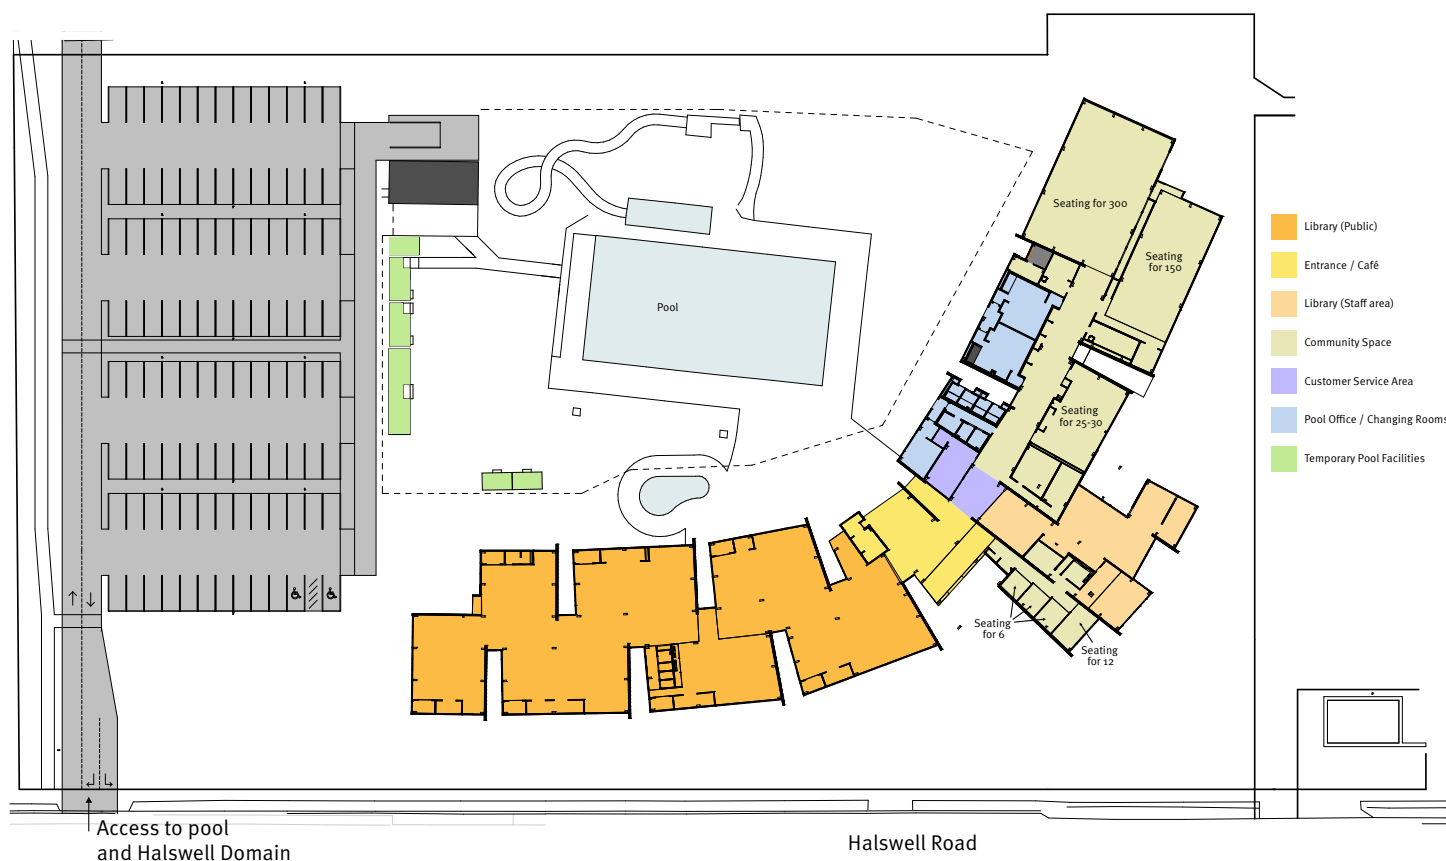 Seating for 300
Seating
for 150
Pool
Seating
for 25-30
Seating
for 6
Seating
for 12
Library (Public)
Entrance / Café
Library (Staff area)
Community Space
Customer Service Area
Pool Office / Changing Rooms
Temporary Pool Facilities
Access to pool
and Halswell Domain
Halswell Road